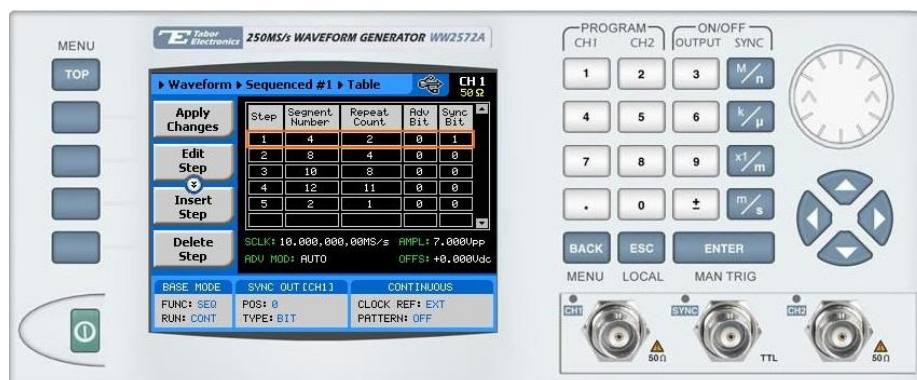 MENU
TOP
Tabor Electronics 250MS/s WAVEFORM GENERATOR WW2572A
Waveform Sequenced #1 Table CH 1
50 Ω
Apply Changes
Edit Step
Insert Step
Delete Step
Step Segment Number Repeat Count Adv Bit Sync Bit
1 4 2 0 1
2 8 4 0 0
3 10 8 0 0
4 12 11 0 0
5 2 1 0 0
SCLK: 10.000,000,00MS/s AMPL: 7.000Vpp
ADV MOD: AUTO OFFS: +0.000Vdc
BASE MODE SYNC OUT [CH1] CONTINUOUS
FUNC: SEQ POS: 0 CLOCK REF: EXT
RUN: CONT TYPE: BIT PATTERN: OFF
PROGRAM ON/OFF
CH1 CH2 OUTPUT SYNC
1 2 3 M/n
4 5 6 k/µ
7 8 9 x1/m
. 0 ± m/s
BACK ESC ENTER
MENU LOCAL MAN TRIG
CH1 SYNC CH2
50Ω TTL 50Ω